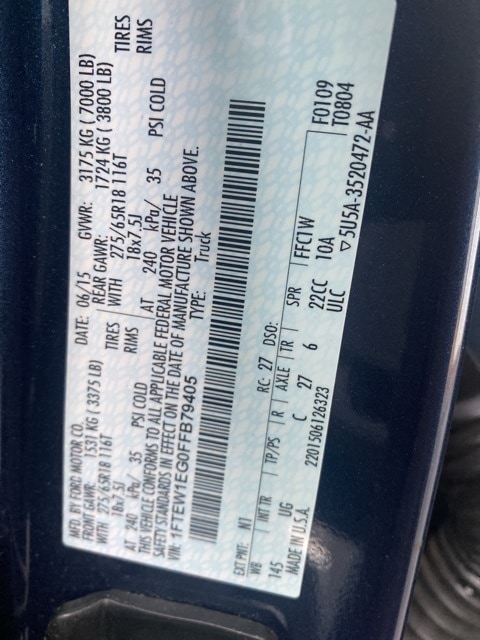 MFD. BY FORD MOTOR CO.
DATE: 06/15 GVWR: 3175 KG ( 7000 LB)
FRONT GAWR: 1531 KG ( 3375 LB) REAR GAWR: 1724 KG ( 3800 LB)
WITH 275/65R18 116T TIRES WITH 275/65R18 116T TIRES
18x7.5J RIMS 18x7.5J RIMS
AT 240 kPa/ 35 PSI COLD AT 240 kPa/ 35 PSI COLD
THIS VEHICLE CONFORMS TO ALL APPLICABLE FEDERAL MOTOR VEHICLE
SAFETY STANDARDS IN EFFECT ON THE DATE OF MANUFACTURE SHOWN ABOVE.
VIN: 1FTEW1EG0FFB79405 TYPE: Truck
EXT PNT: N1 RC: 27 DSO: F0109
T0804
WB INT TR TP/PS R AXLE TR SPR FFC1W
145 UG C 27 6 22CC 10A
ULC
MADE IN U.S.A. 2201506126323 ▽5U5A-3520472-AA